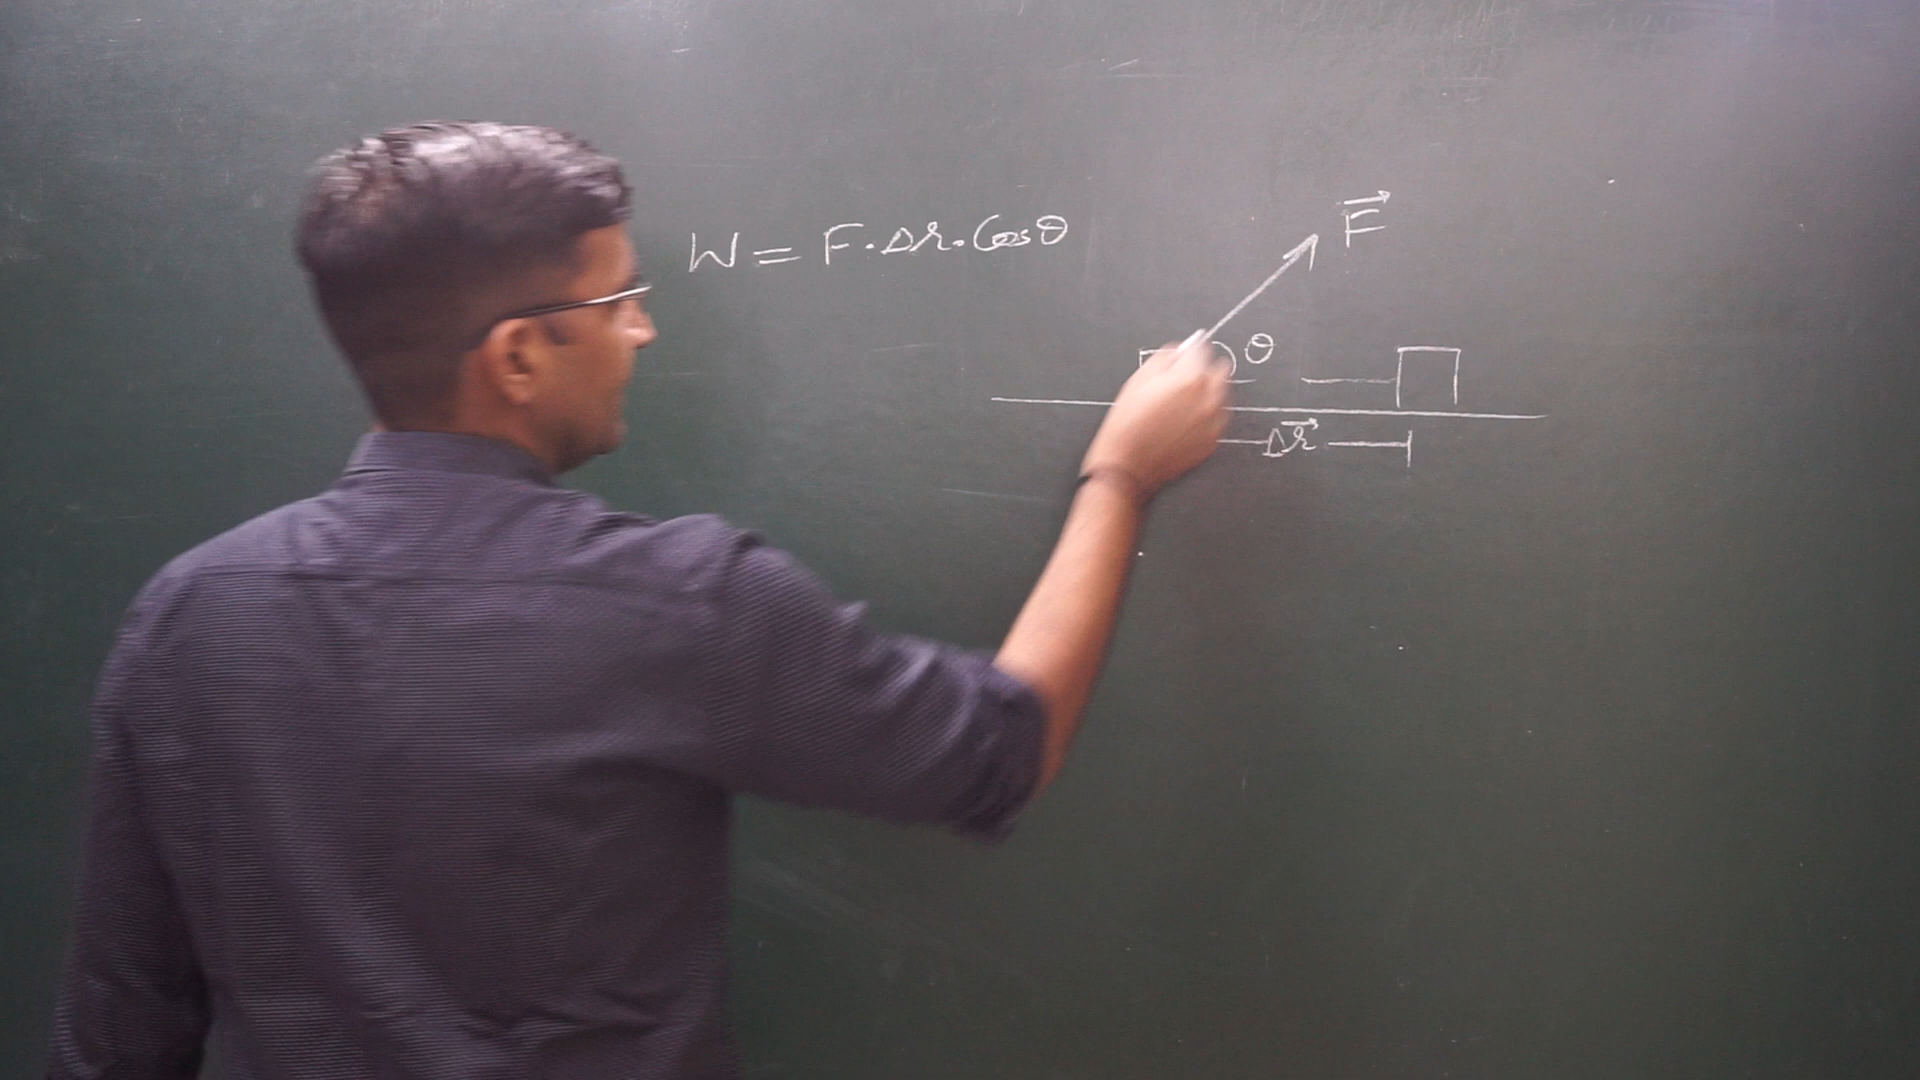 W = F·Δr·Cosθ
F⃗
θ
Δr⃗